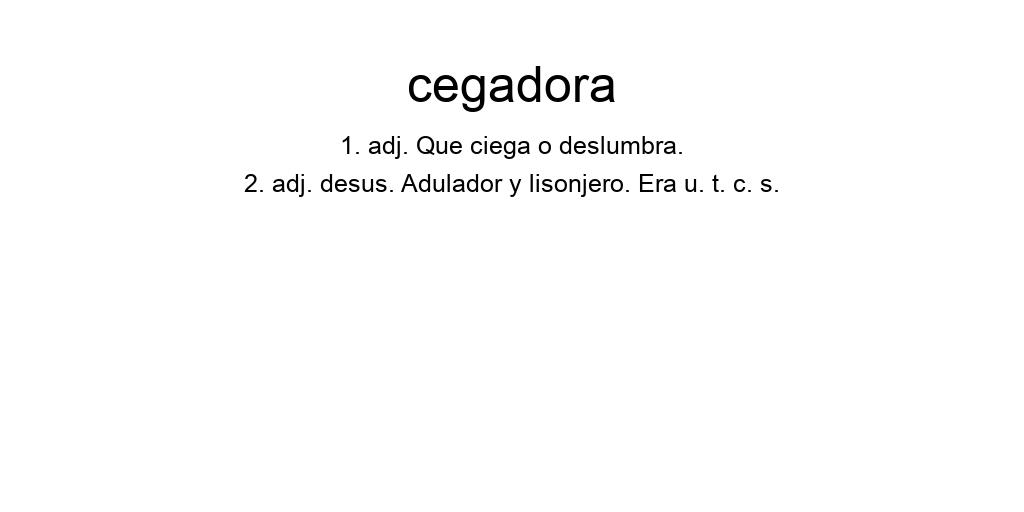 cegadora
1. adj. Que ciega o deslumbra.
2. adj. desus. Adulador y lisonjero. Era u. t. c. s.